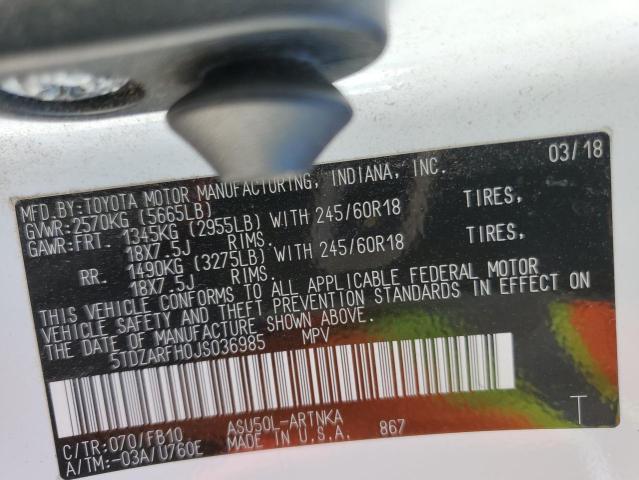 MFD.BY:TOYOTA MOTOR MANUFACTURING, INDIANA, INC. 03/18
GVWR:2570KG (5665LB)
GAWR:FRT. 1345KG (2955LB) WITH 245/60R18 TIRES,
18X7.5J RIMS.
RR. 1490KG (3275LB) WITH 245/60R18 TIRES,
18X7.5J RIMS.
THIS VEHICLE CONFORMS TO ALL APPLICABLE FEDERAL MOTOR
VEHICLE SAFETY AND THEFT PREVENTION STANDARDS IN EFFECT ON
THE DATE OF MANUFACTURE SHOWN ABOVE.
5TDZARFH0JS036985 MPV
C/TR:070/FB10 ASU50L-ARTNKA T
A/TM:-03A/U760E MADE IN U.S.A. 867